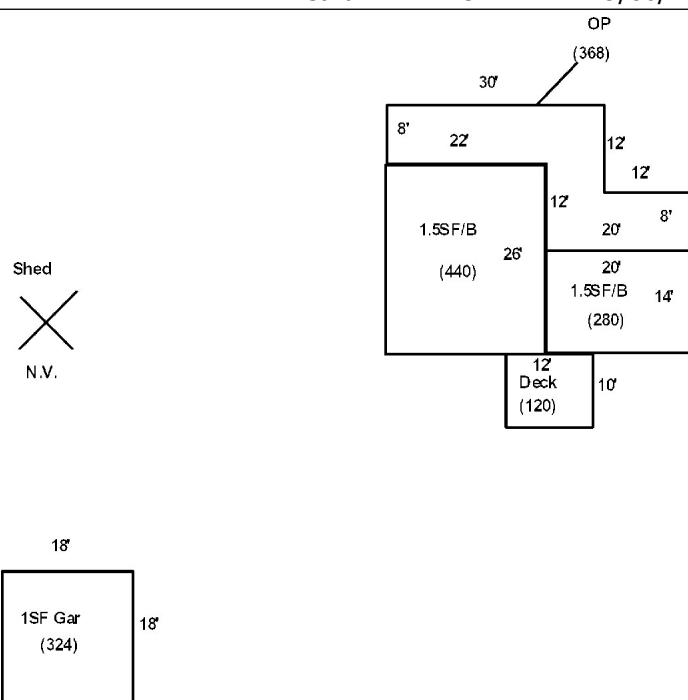 OP
(368)
30'
8'
22'
12'
12'
12'
8'
20'
1.5SF/B
26'
(440)
20'
1.5SF/B
14'
(280)
Shed
N.V.
12'
Deck
10'
(120)
18'
1SF Gar
18'
(324)